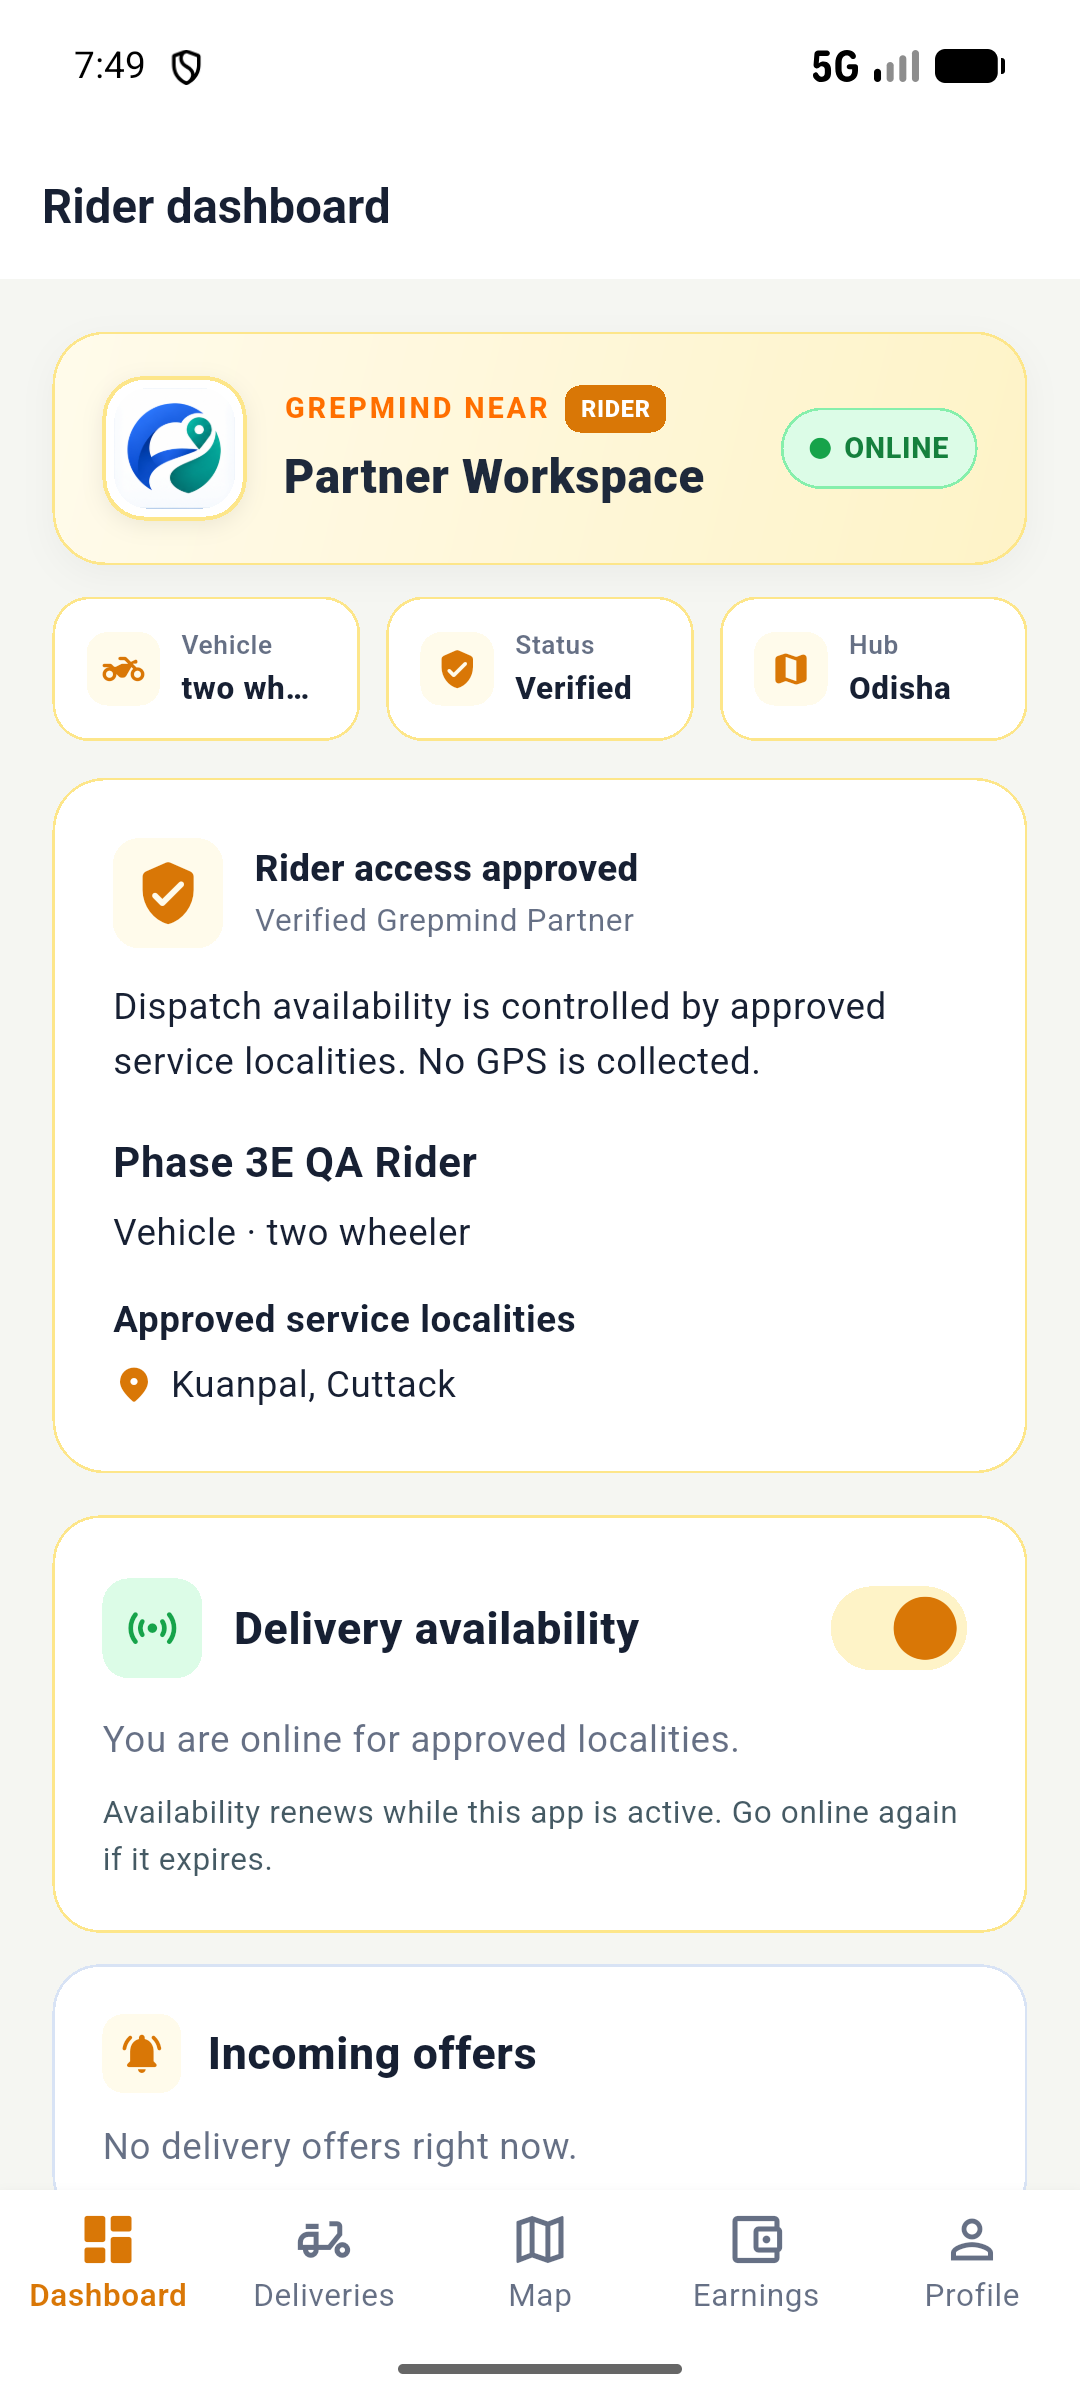 7:49
5G
Rider dashboard
GREPMIND NEAR RIDER
Partner Workspace
ONLINE
Vehicle
two wh...
Status
Verified
Hub
Odisha
Rider access approved
Verified Grepmind Partner
Dispatch availability is controlled by approved
service localities. No GPS is collected.
Phase 3E QA Rider
Vehicle · two wheeler
Approved service localities
Kuanpal, Cuttack
Delivery availability
You are online for approved localities.
Availability renews while this app is active. Go online again
if it expires.
Incoming offers
No delivery offers right now.
Dashboard
Deliveries
Map
Earnings
Profile